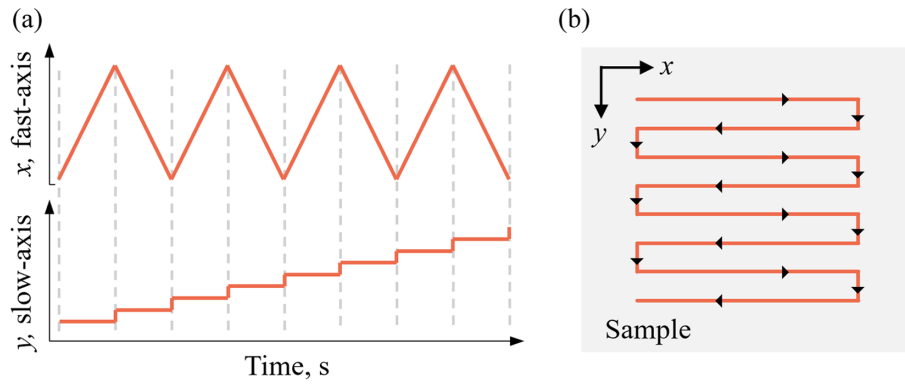 (a)
x, fast-axis
y, slow-axis
Time, s
(b)
x
y
Sample